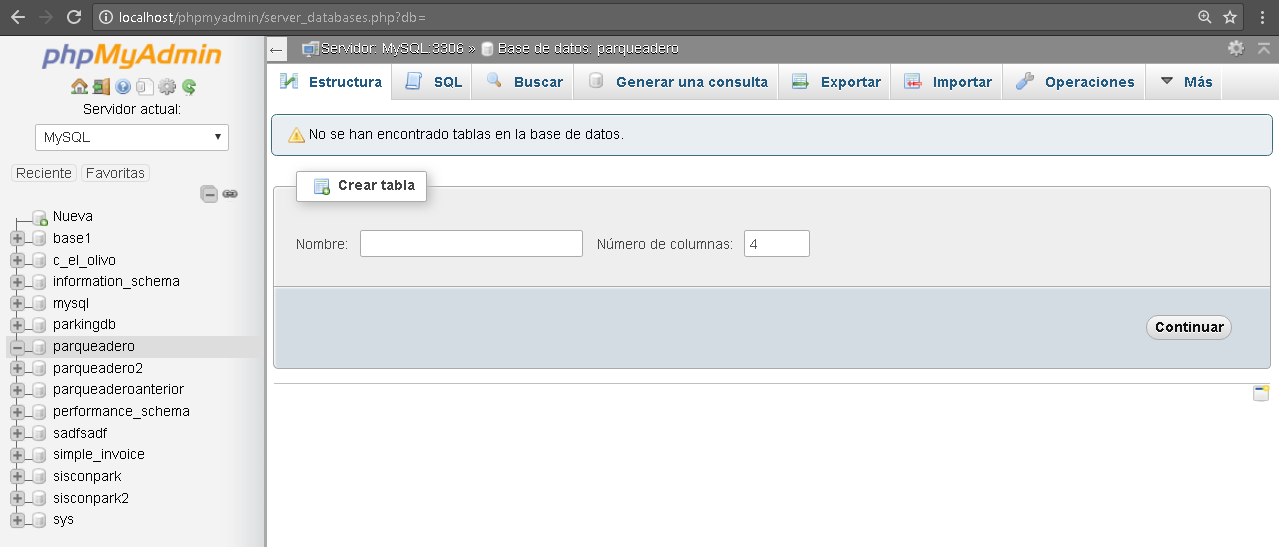 localhost/phpmyadmin/server_databases.php?db=
phpMyAdmin
Servidor actual:
MySQL
Reciente Favoritas
Nueva
base1
c_el_olivo
information_schema
mysql
parkingdb
parqueadero
parqueadero2
parqueaderoanterior
performance_schema
sadfsadf
simple_invoice
sisconpark
sisconpark2
sys
Servidor: MySQL:3306 » Base de datos: parqueadero
Estructura SQL Buscar Generar una consulta Exportar Importar Operaciones Más
No se han encontrado tablas en la base de datos.
Crear tabla
Nombre: Número de columnas: 4
Continuar